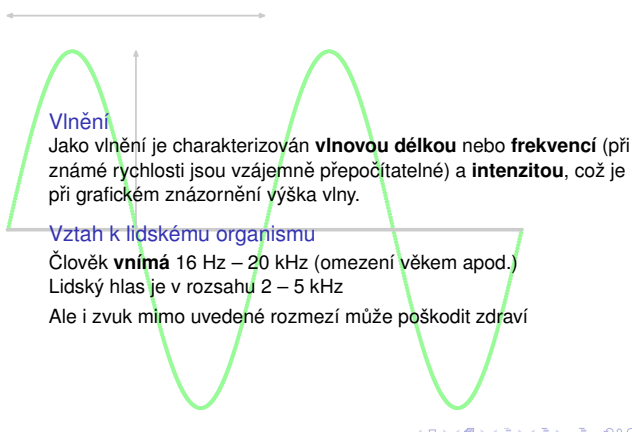 Vlnění
Jako vlnění je charakterizován vlnovou délkou nebo frekvencí (při
známé rychlosti jsou vzájemně přepočítatelné) a intenzitou, což je
při grafickém znázornění výška vlny.
Vztah k lidskému organismu
Člověk vnímá 16 Hz – 20 kHz (omezení věkem apod.)
Lidský hlas je v rozsahu 2 – 5 kHz
Ale i zvuk mimo uvedené rozmezí může poškodit zdraví